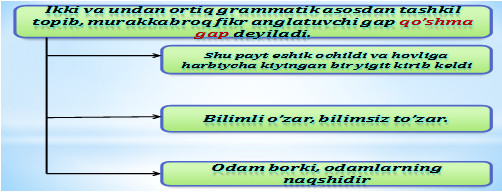 Ikki va undan ortiq grammatik asosdan tashkil
topib, murakkabroq fikr anglatuvchi gap qo'shma
gap deyiladi.
Shu payt eshik ochildi va hovliga
harbiycha kiyingan bir yigit kirib keldi
Bilimli o'zar, bilimsiz to'zar.
Odam borki, odamlarning
naqshidir